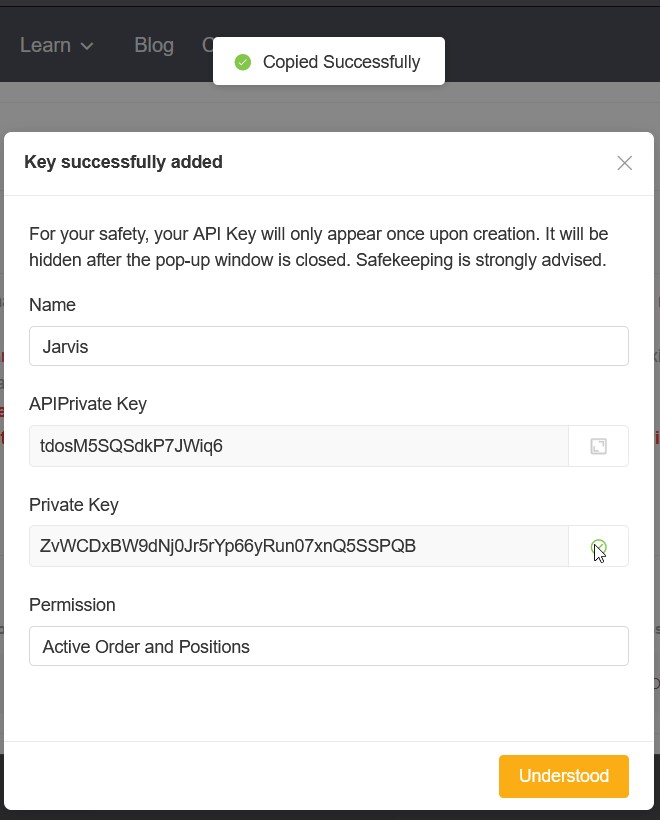 Learn
Blog
Copied Successfully
Key successfully added
For your safety, your API Key will only appear once upon creation. It will be
hidden after the pop-up window is closed. Safekeeping is strongly advised.
Name
Jarvis
APIPrivate Key
tdosM5SQSdkP7JWiq6
Private Key
ZvWCDxBW9dNj0Jr5rYp66yRun07xnQ5SSPQB
Permission
Active Order and Positions
Understood